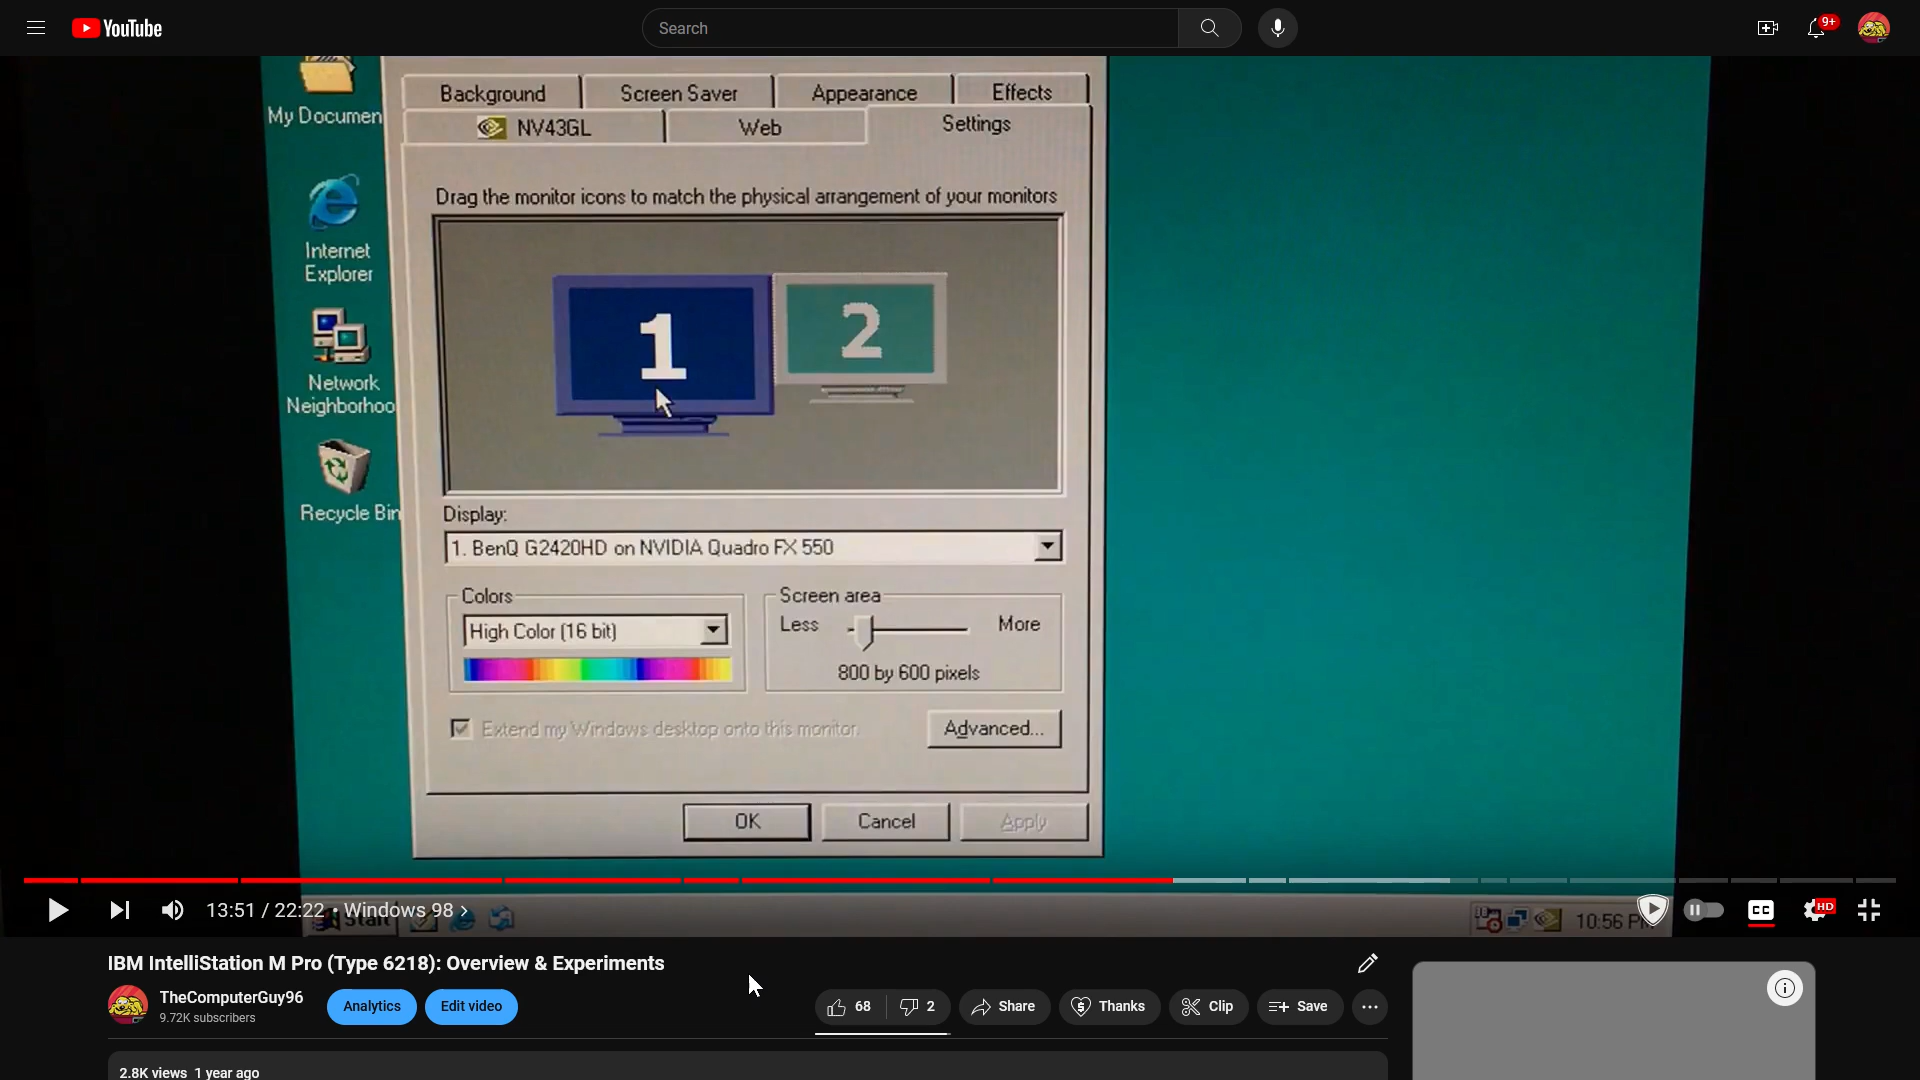 YouTube
Search
9+
My Documen
Background
Screen Saver
Appearance
Effects
NV43GL
Web
Settings
Drag the monitor icons to match the physical arrangement of your monitors
1
2
Internet
Explorer
Network
Neighborhoo
Recycle Bin
Display:
1. BenQ G2420HD on NVIDIA Quadro FX 550
Colors
High Color (16 bit)
Screen area
Less
More
800 by 600 pixels
Extend my Windows desktop onto this monitor.
Advanced...
OK
Cancel
Apply
13:51 / 22:22 • Windows 98 >
Start
10:56 PM
CC
HD
IBM IntelliStation M Pro (Type 6218): Overview & Experiments
TheComputerGuy96
9.72K subscribers
Analytics
Edit video
68
2
Share
Thanks
Clip
Save
2.8K views 1 year ago